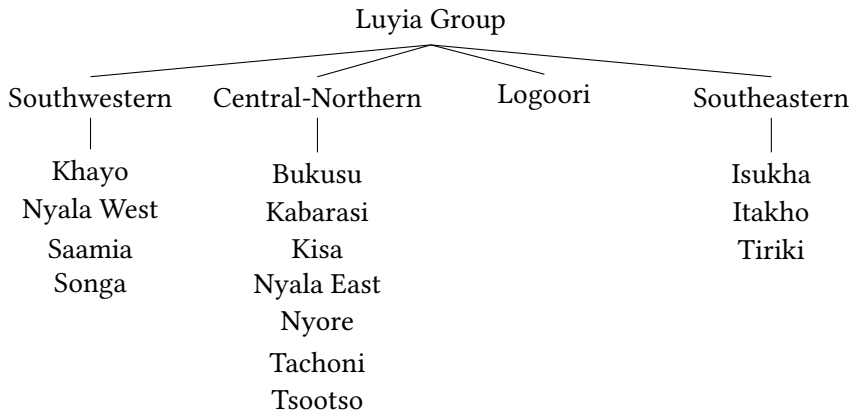 Luyia Group
Southwestern
Central-Northern
Logoori
Southeastern
Khayo
Nyala West
Saamia
Songa
Bukusu
Kabarasi
Kisa
Nyala East
Nyore
Tachoni
Tsootso
Isukha
Itakho
Tiriki